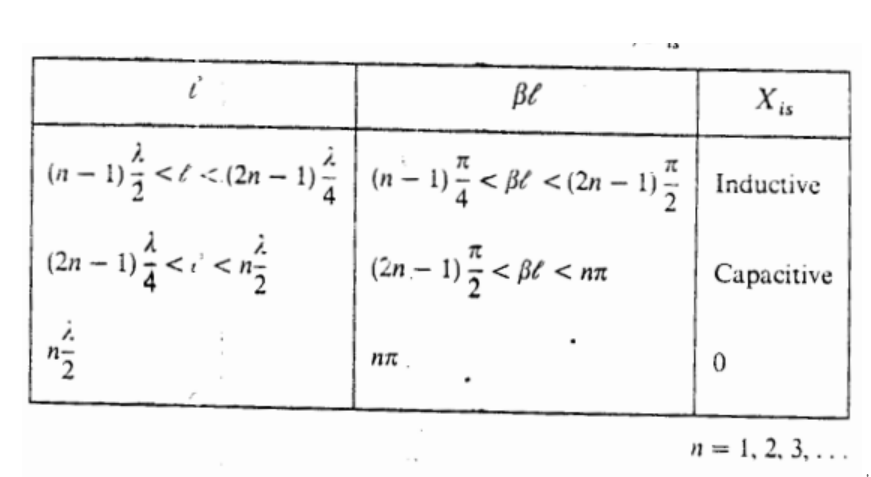 ℓ βℓ X_is
(n − 1) λ/2 < ℓ < (2n − 1) λ/4 (n − 1) π/4 < βℓ < (2n − 1) π/2 Inductive
(2n − 1) λ/4 < ℓ < n λ/2 (2n − 1) π/2 < βℓ < nπ Capacitive
n λ/2 nπ 0
n = 1, 2, 3, ...